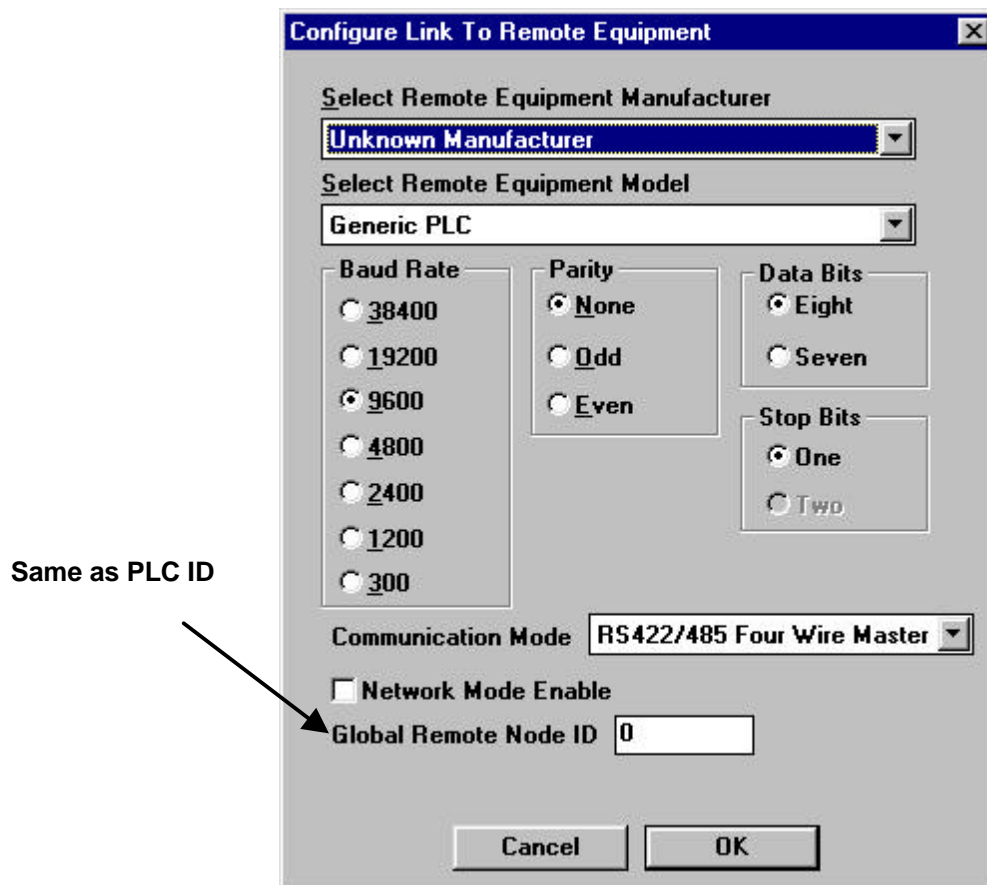 Configure Link To Remote Equipment
Select Remote Equipment Manufacturer
Unknown Manufacturer
Select Remote Equipment Model
Generic PLC
Baud Rate
38400
19200
9600
4800
2400
1200
300
Parity
None
Odd
Even
Data Bits
Eight
Seven
Stop Bits
One
Two
Same as PLC ID
Communication Mode RS422/485 Four Wire Master
Network Mode Enable
Global Remote Node ID 0
Cancel OK